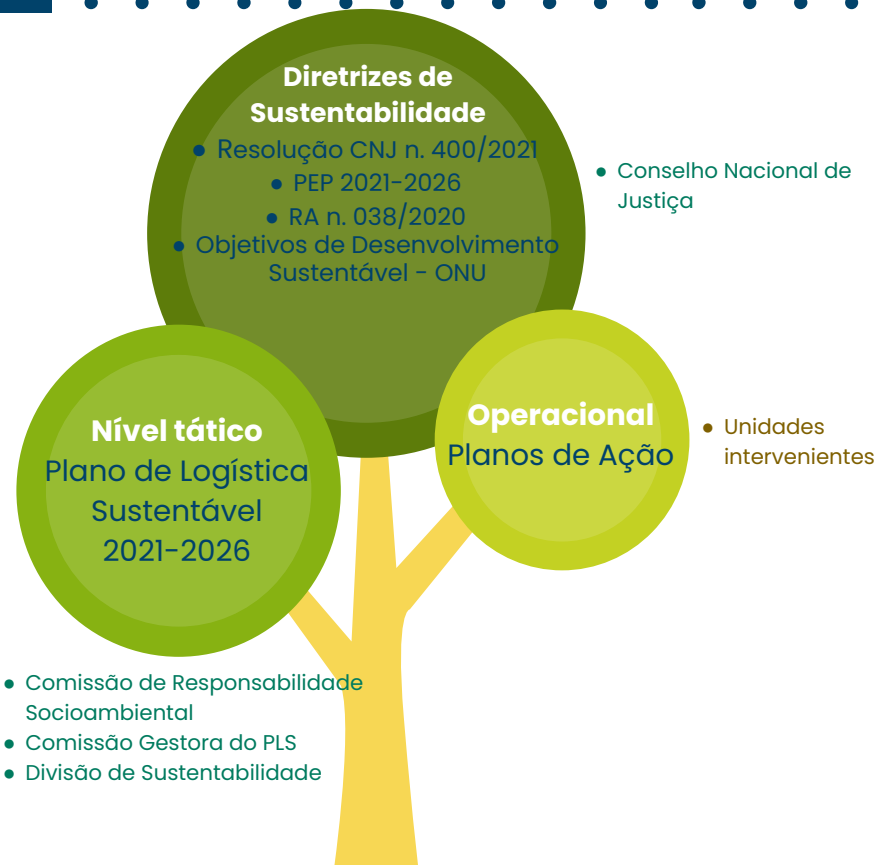 Diretrizes de
Sustentabilidade
• Resolução CNJ n. 400/2021
• PEP 2021-2026
• RA n. 038/2020
• Objetivos de Desenvolvimento
Sustentável - ONU
• Conselho Nacional de
Justiça
Nível tático
Plano de Logística
Sustentável
2021-2026
Operacional
Planos de Ação
• Unidades
intervenientes
• Comissão de Responsabilidade
Socioambiental
• Comissão Gestora do PLS
• Divisão de Sustentabilidade